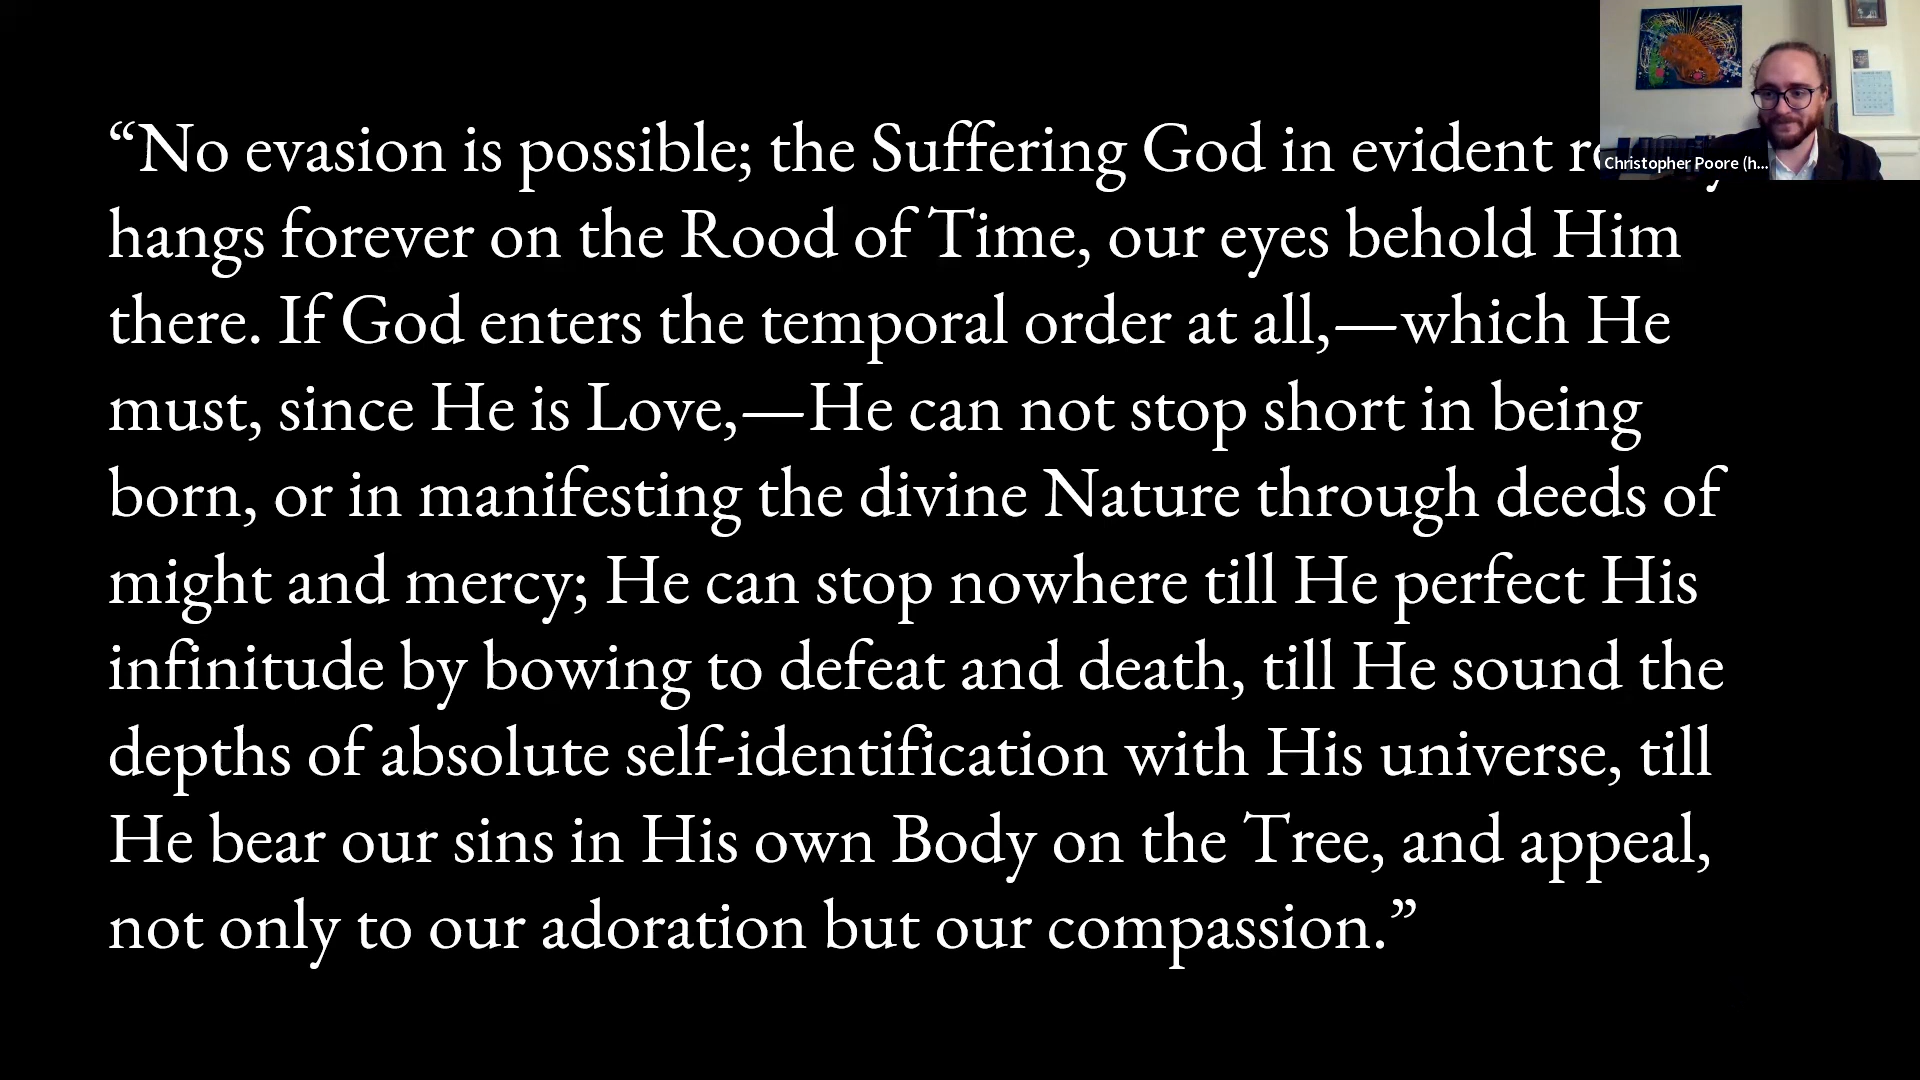 “No evasion is possible; the Suffering God in evident
hangs forever on the Rood of Time, our eyes behold Him
there. If God enters the temporal order at all,—which He
must, since He is Love,—He can not stop short in being
born, or in manifesting the divine Nature through deeds of
might and mercy; He can stop nowhere till He perfect His
infinitude by bowing to defeat and death, till He sound the
depths of absolute self-identification with His universe, till
He bear our sins in His own Body on the Tree, and appeal,
not only to our adoration but our compassion.”
Christopher Poore (h...